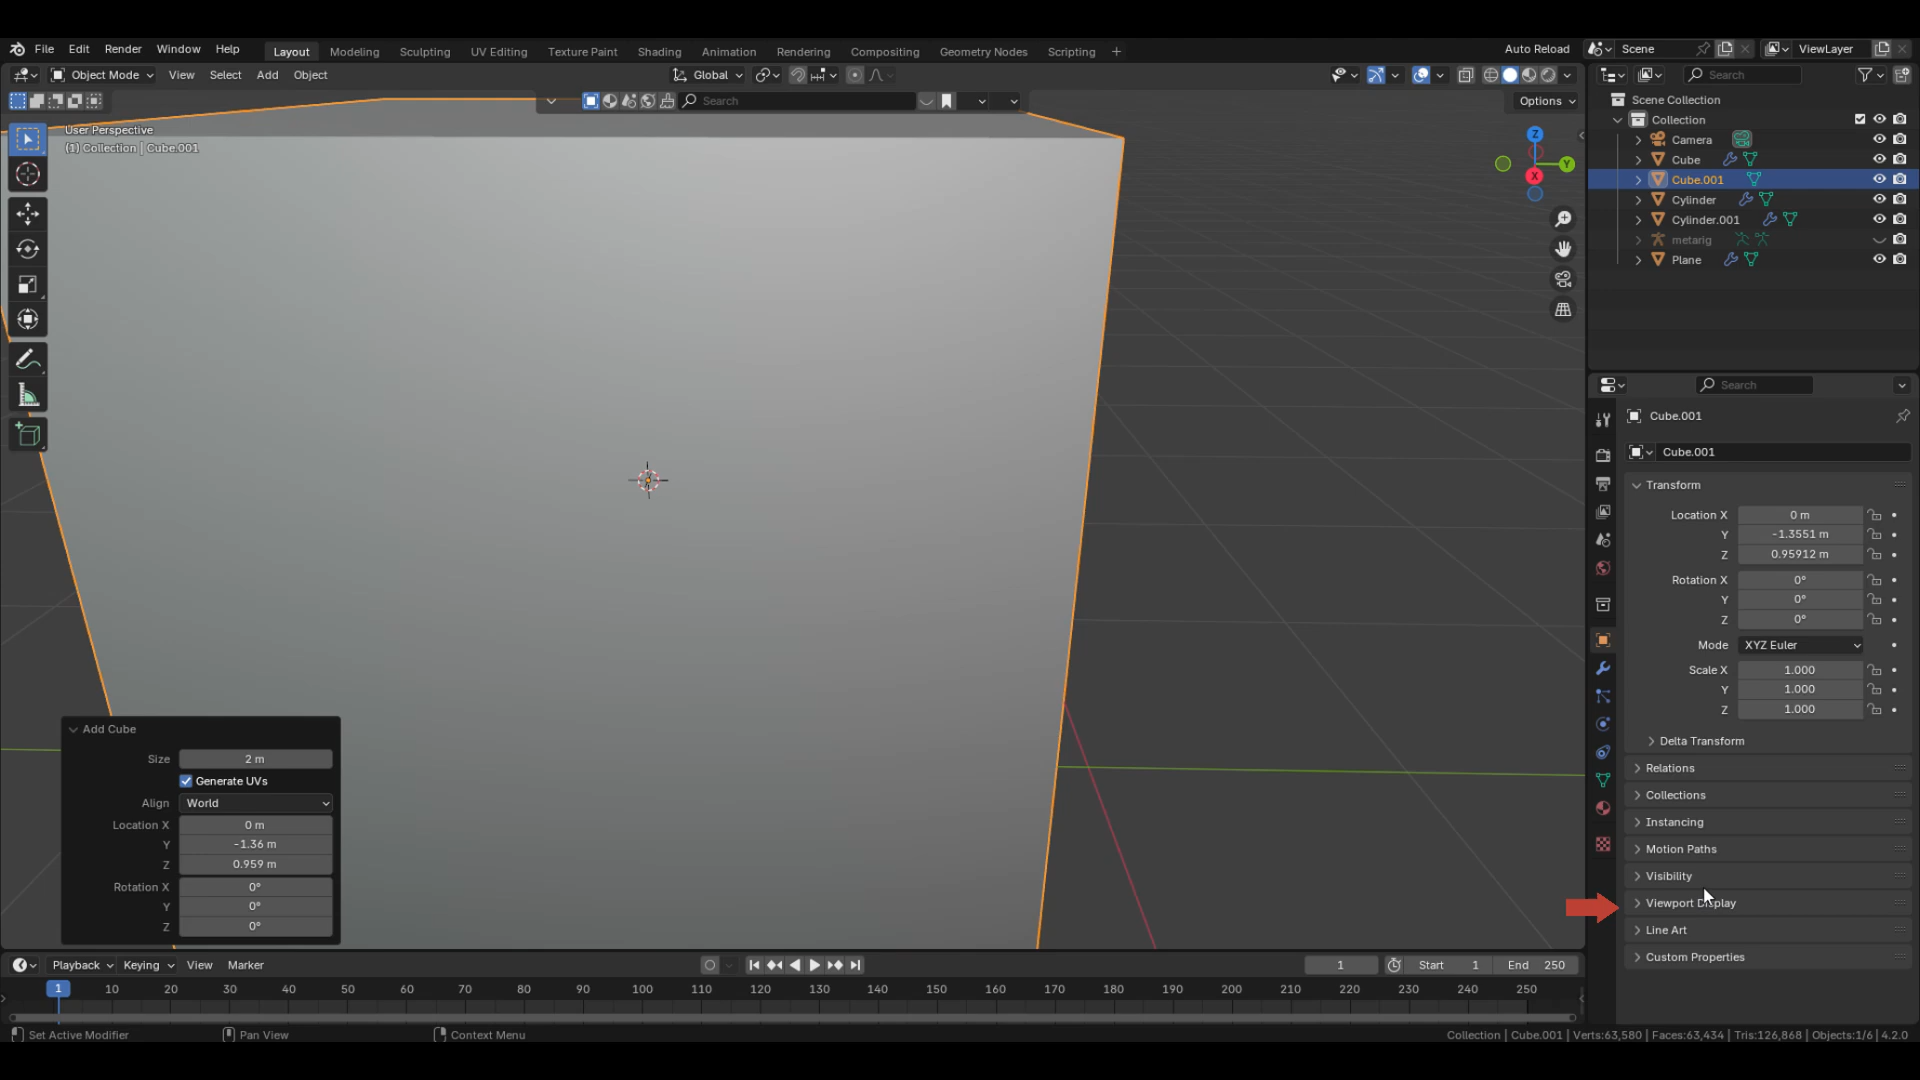 File Edit Render Window Help
Layout Modeling Sculpting UV Editing Texture Paint Shading Animation Rendering Compositing Geometry Nodes Scripting +
Auto Reload Scene ViewLayer
Object Mode View Select Add Object
Global
Search
Search
Options
User Perspective
(1) Collection | Cube.001
Z
Y
X
Scene Collection
Collection
Camera
Cube
Cube.001
Cylinder
Cylinder.001
metarig
Plane
Search
Cube.001
Cube.001
Transform
Location X 0 m
Y -1.3551 m
Z 0.95912 m
Rotation X 0°
Y 0°
Z 0°
Mode XYZ Euler
Scale X 1.000
Y 1.000
Z 1.000
Delta Transform
Relations
Collections
Instancing
Motion Paths
Visibility
Viewport Display
Line Art
Custom Properties
Add Cube
Size 2 m
Generate UVs
Align World
Location X 0 m
Y -1.36 m
Z 0.959 m
Rotation X 0°
Y 0°
Z 0°
Playback Keying View Marker
1 Start 1 End 250
1 10 20 30 40 50 60 70 80 90 100 110 120 130 140 150 160 170 180 190 200 210 220 230 240 250
Set Active Modifier Pan View Context Menu
Collection | Cube.001 | Verts:63,580 | Faces:63,434 | Tris:126,868 | Objects:1/6 | 4.2.0